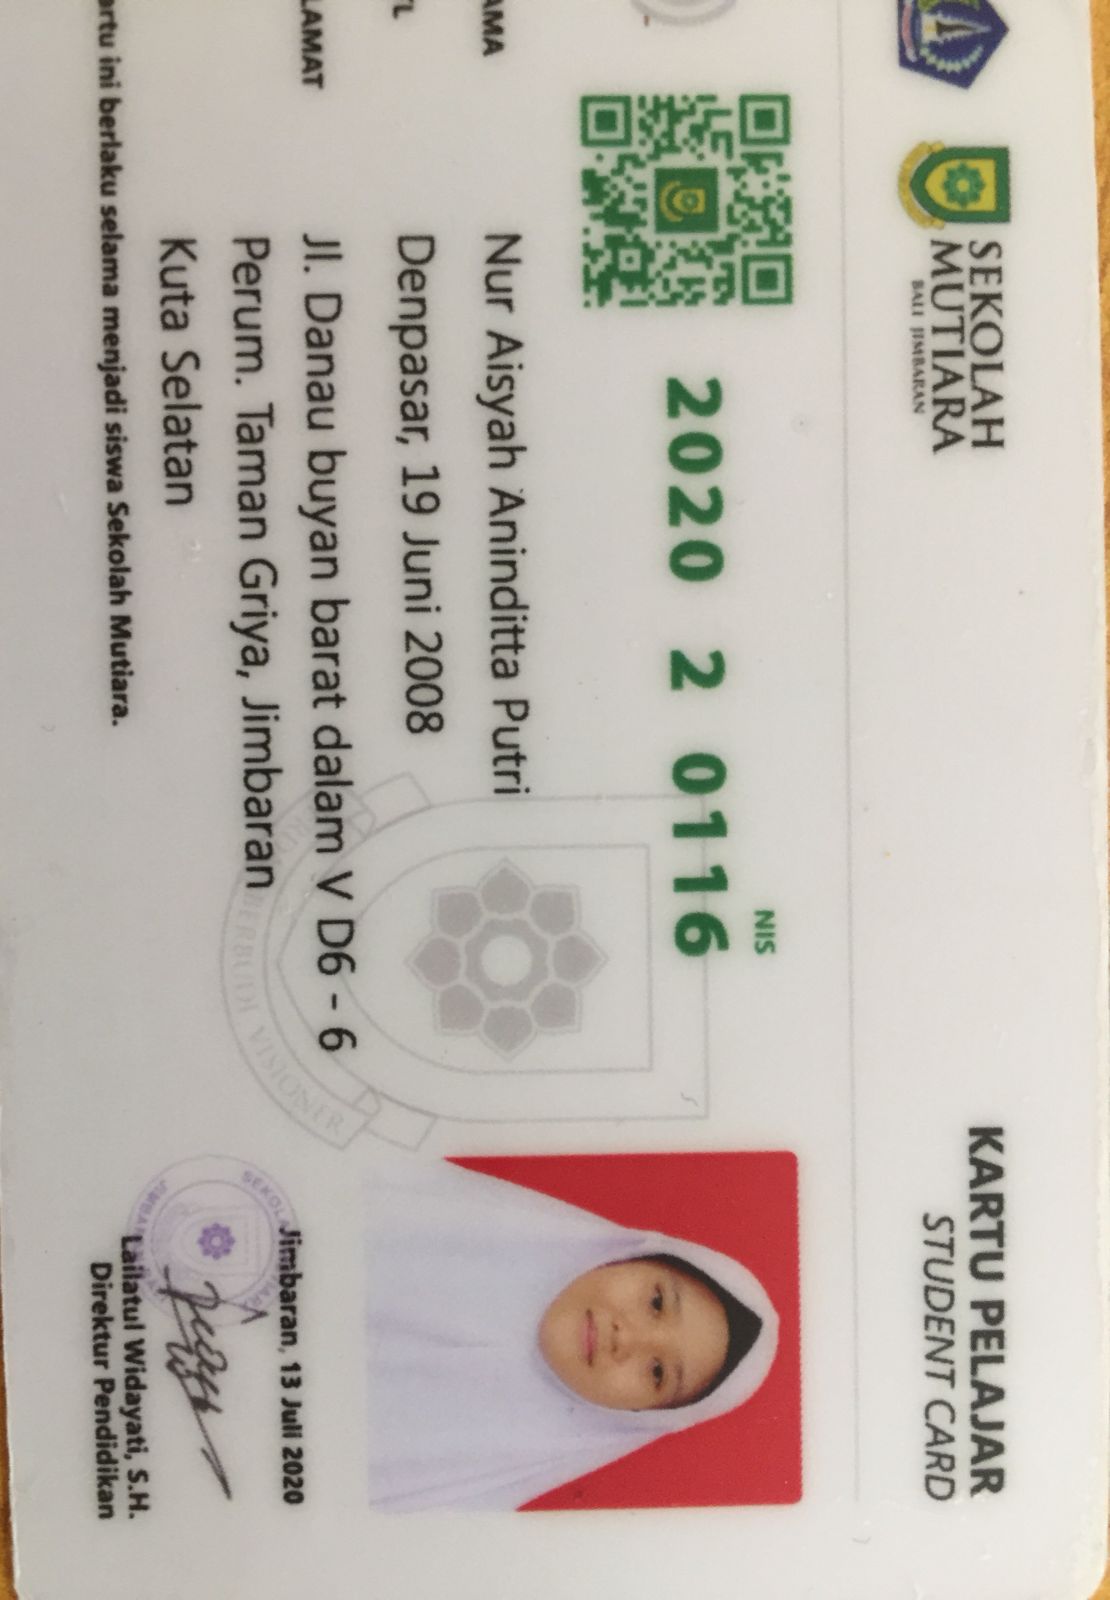 SEKOLAH
MUTIARA
BALI JIMBARAN
KARTU PELAJAR
STUDENT CARD
NIS
2020 2 0116
AMA Nur Aisyah Aninditta Putri
TL Denpasar, 19 Juni 2008
LAMAT Jl. Danau buyan barat dalam V D6 - 6
Perum. Taman Griya, Jimbaran
Kuta Selatan
artu ini berlaku selama menjadi siswa Sekolah Mutiara.
BERBUDI VISIONER
Jimbaran, 13 Juli 2020
Lailatul Widayati, S.H.
Direktur Pendidikan